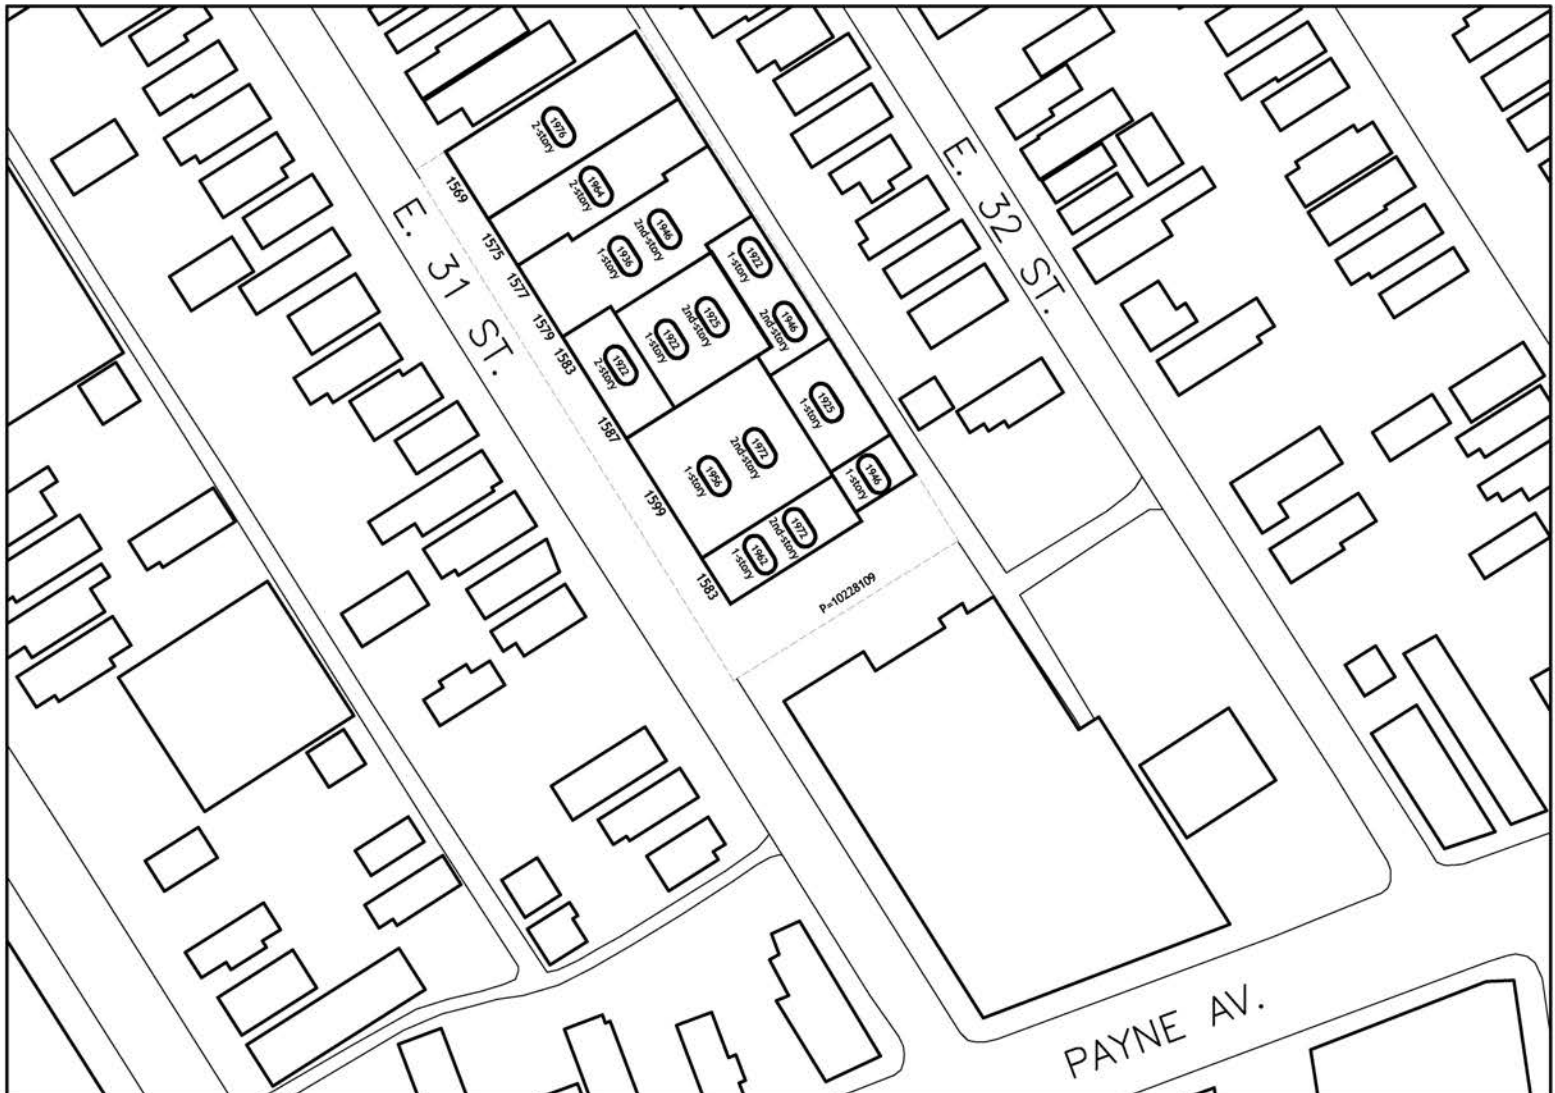 1976
2-story
1569
1964
2-story
1575
1946
2nd-story
1936
1-story
1577
1922
1-story
1946
2nd-story
1579
1925
2nd-story
1922
1-story
1583
1922
2-story
1587
1925
1-story
1972
2nd-story
1956
1-story
1599
1946
1-story
1972
2nd-story
1962
1-story
1583
P=10228109
E. 31 ST.
E. 32 ST.
PAYNE AV.